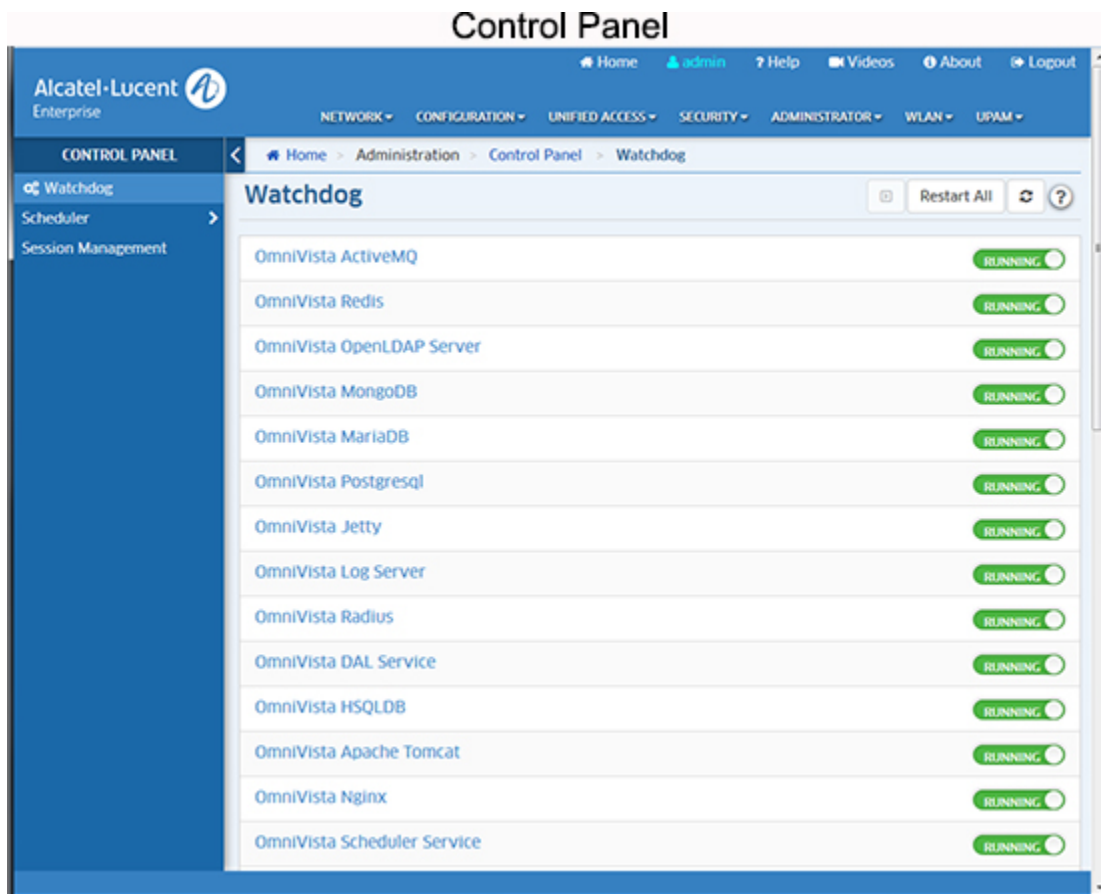 Control Panel
Home admin ? Help Videos About Logout
Alcatel·Lucent
Enterprise
NETWORK CONFIGURATION UNIFIED ACCESS SECURITY ADMINISTRATOR WLAN UPAM
CONTROL PANEL
Home > Administration > Control Panel > Watchdog
Watchdog
Scheduler
Session Management
Watchdog
Restart All ?
OmniVista ActiveMQ RUNNING
OmniVista Redis RUNNING
OmniVista OpenLDAP Server RUNNING
OmniVista MongoDB RUNNING
OmniVista MariaDB RUNNING
OmniVista Postgresql RUNNING
OmniVista Jetty RUNNING
OmniVista Log Server RUNNING
OmniVista Radius RUNNING
OmniVista DAL Service RUNNING
OmniVista HSQLDB RUNNING
OmniVista Apache Tomcat RUNNING
OmniVista Nginx RUNNING
OmniVista Scheduler Service RUNNING